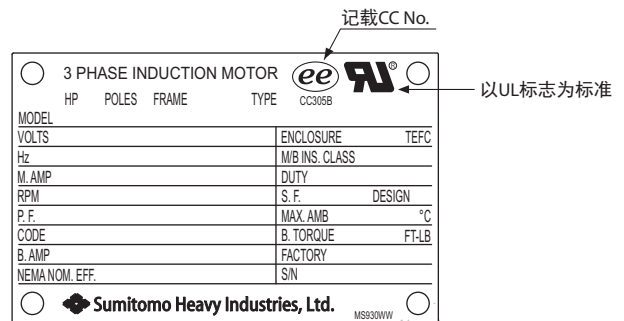 记载CC No.
3 PHASE INDUCTION MOTOR ee ®
以UL标志为标准
HP POLES FRAME TYPE CC305B
MODEL
VOLTS ENCLOSURE TEFC
Hz M/B INS. CLASS
M. AMP DUTY
RPM S. F. DESIGN
P. F. MAX. AMB °C
CODE B. TORQUE FT-LB
B. AMP FACTORY
NEMA NOM. EFF. S/N
Sumitomo Heavy Industries, Ltd. MS930WW